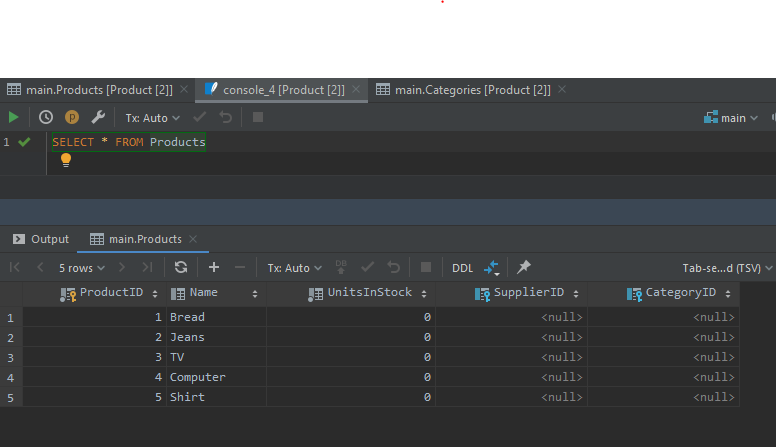 main.Products [Product [2]] console_4 [Product [2]] main.Categories [Product [2]]
p Tx: Auto main
1 SELECT * FROM Products
Output main.Products
5 rows Tx: Auto DB DDL Tab-se...d (TSV)
ProductID Name UnitsInStock SupplierID CategoryID
1 1 Bread 0 <null> <null>
2 2 Jeans 0 <null> <null>
3 3 TV 0 <null> <null>
4 4 Computer 0 <null> <null>
5 5 Shirt 0 <null> <null>